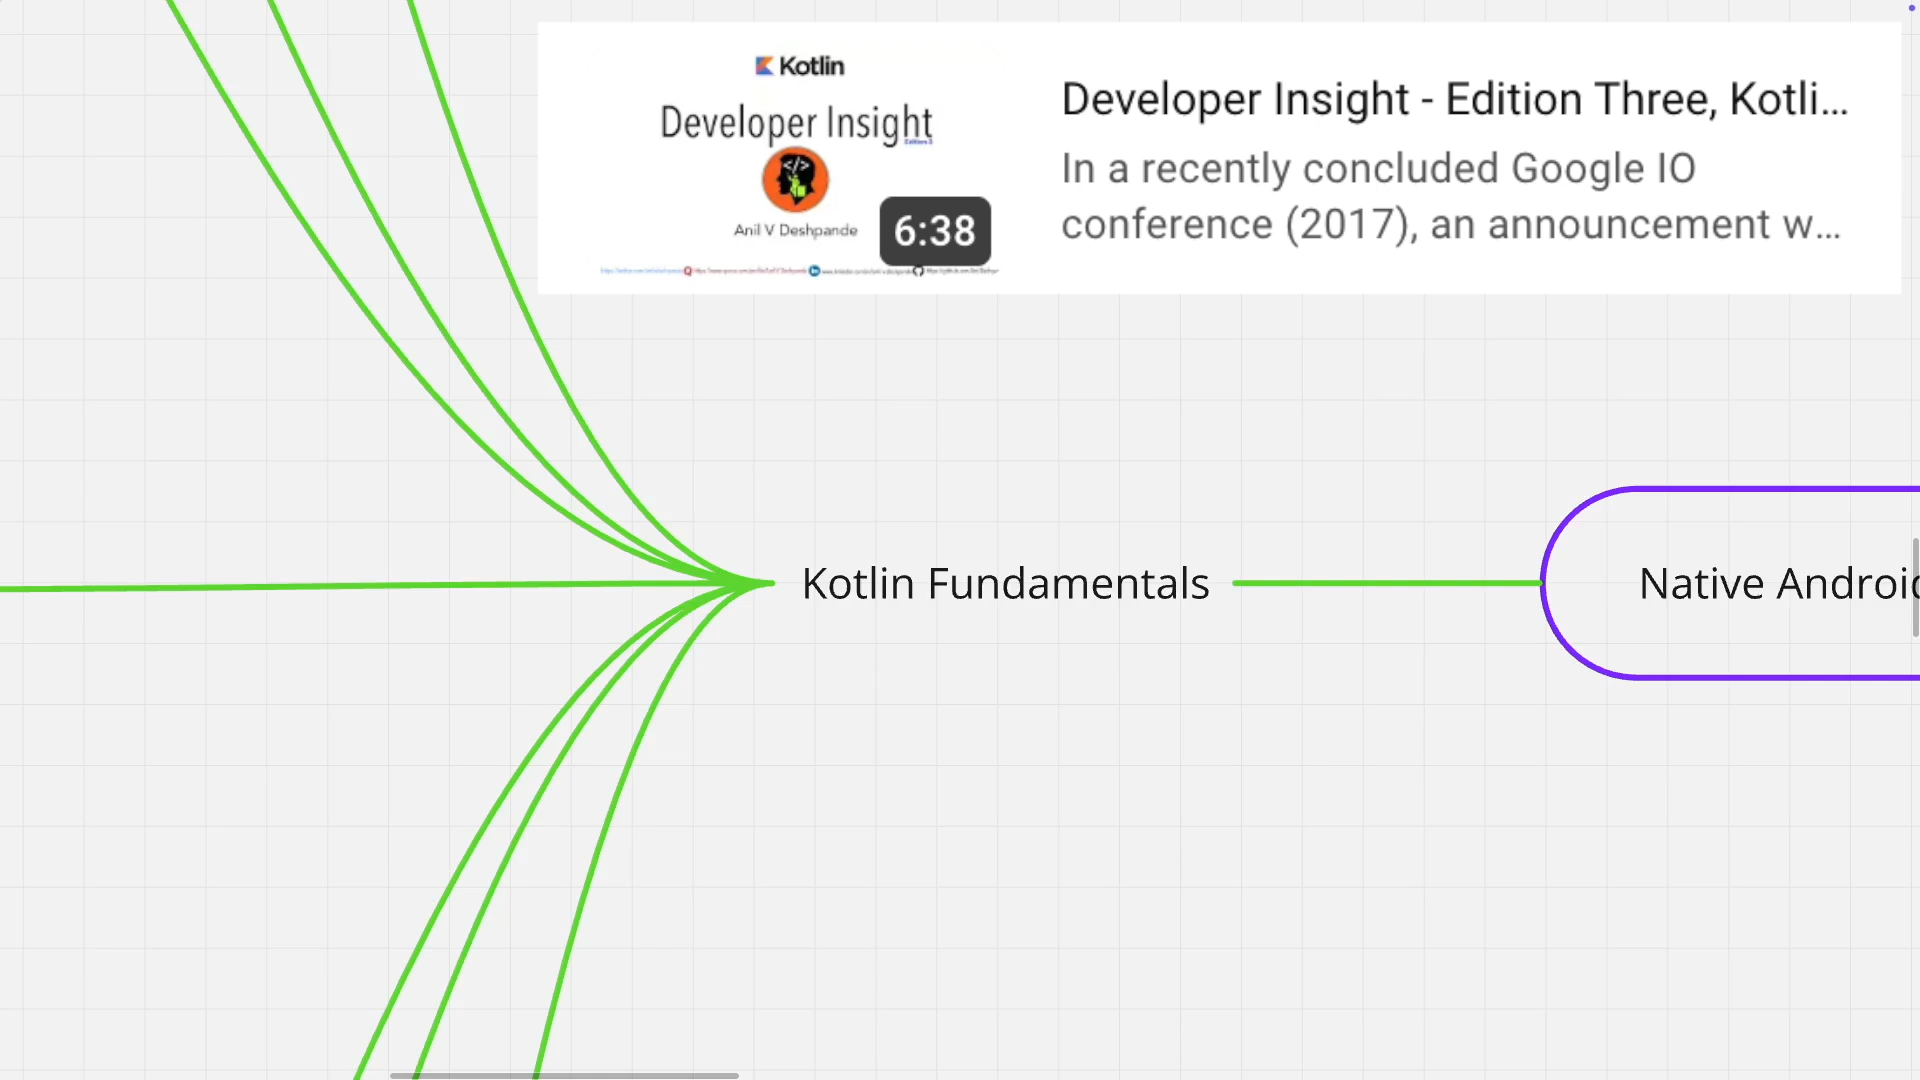 Kotlin
Developer Insight
Anil V Deshpande
6:38
Developer Insight - Edition Three, Kotli...
In a recently concluded Google IO
conference (2017), an announcement w...
Kotlin Fundamentals
Native Android